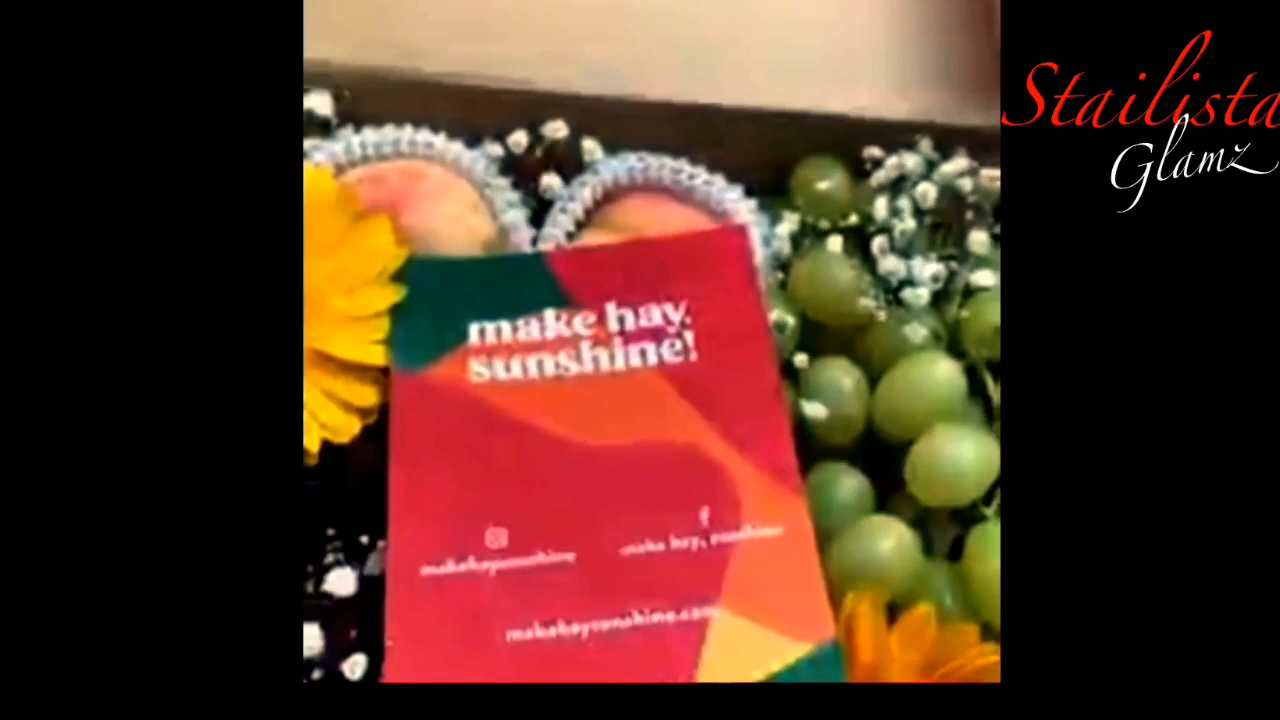 Stailista
Glamz
make hay,
sunshine!
makehaysunshine
make hay, sunshine
makehaysunshine.com